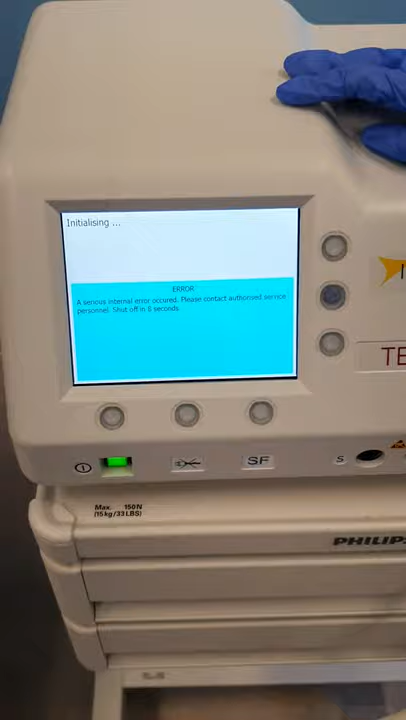 Initialising ...
ERROR
A serious internal error occured. Please contact authorised service
personnel. Shut off in 8 seconds
TE
SF
S
Max. 150N
(15kg/33LBS)
PHILIPS